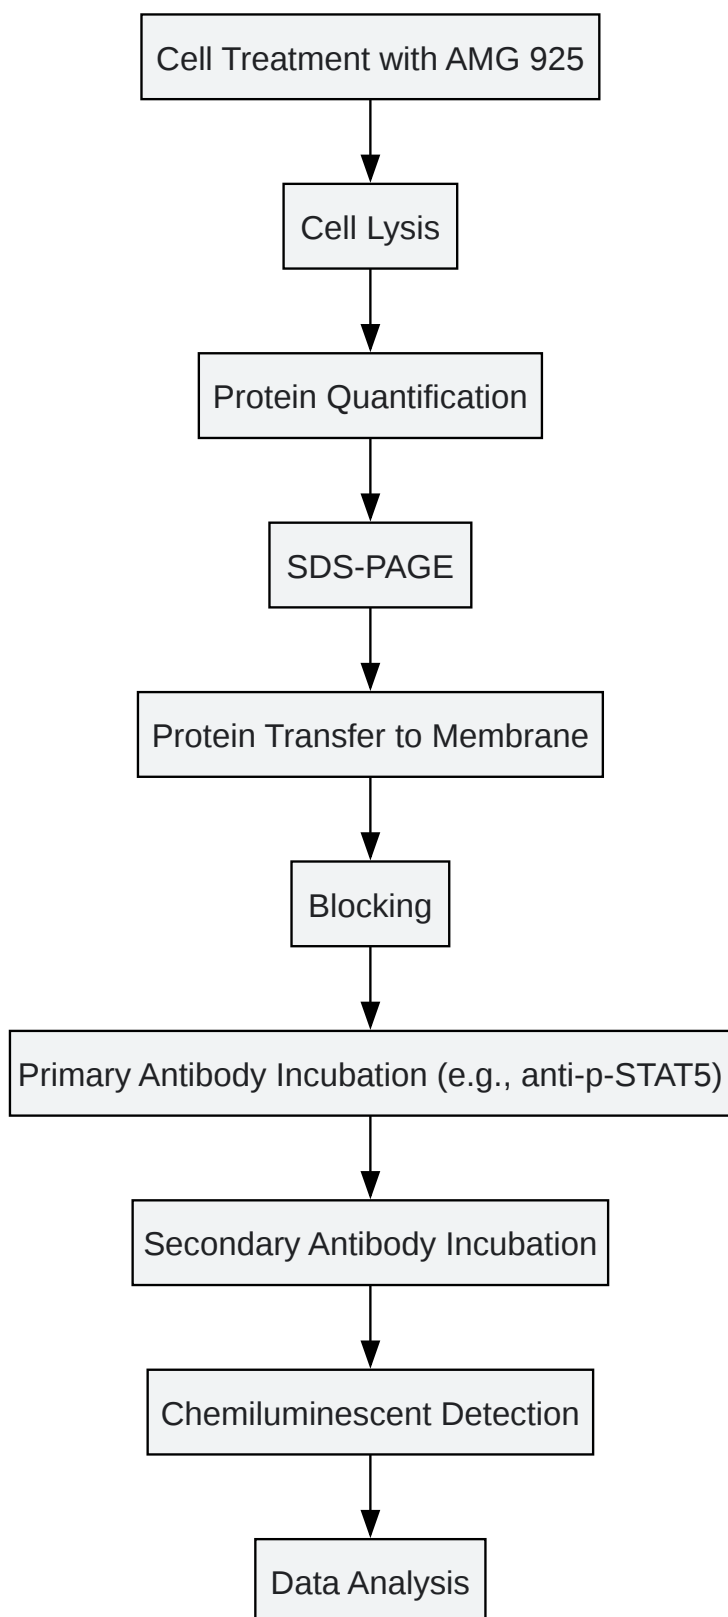 Cell Treatment with AMG 925
Cell Lysis
Protein Quantification
SDS-PAGE
Protein Transfer to Membrane
Blocking
Primary Antibody Incubation (e.g., anti-p-STAT5)
Secondary Antibody Incubation
Chemiluminescent Detection
Data Analysis